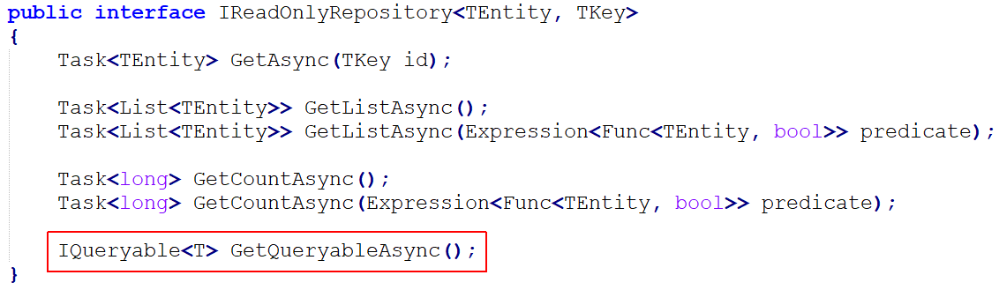 public interface IReadOnlyRepository<TEntity, TKey>
{
    Task<TEntity> GetAsync(TKey id);
    Task<List<TEntity>> GetListAsync();
    Task<List<TEntity>> GetListAsync(Expression<Func<TEntity, bool>> predicate);
    Task<long> GetCountAsync();
    Task<long> GetCountAsync(Expression<Func<TEntity, bool>> predicate);
    IQueryable<T> GetQueryableAsync();
}